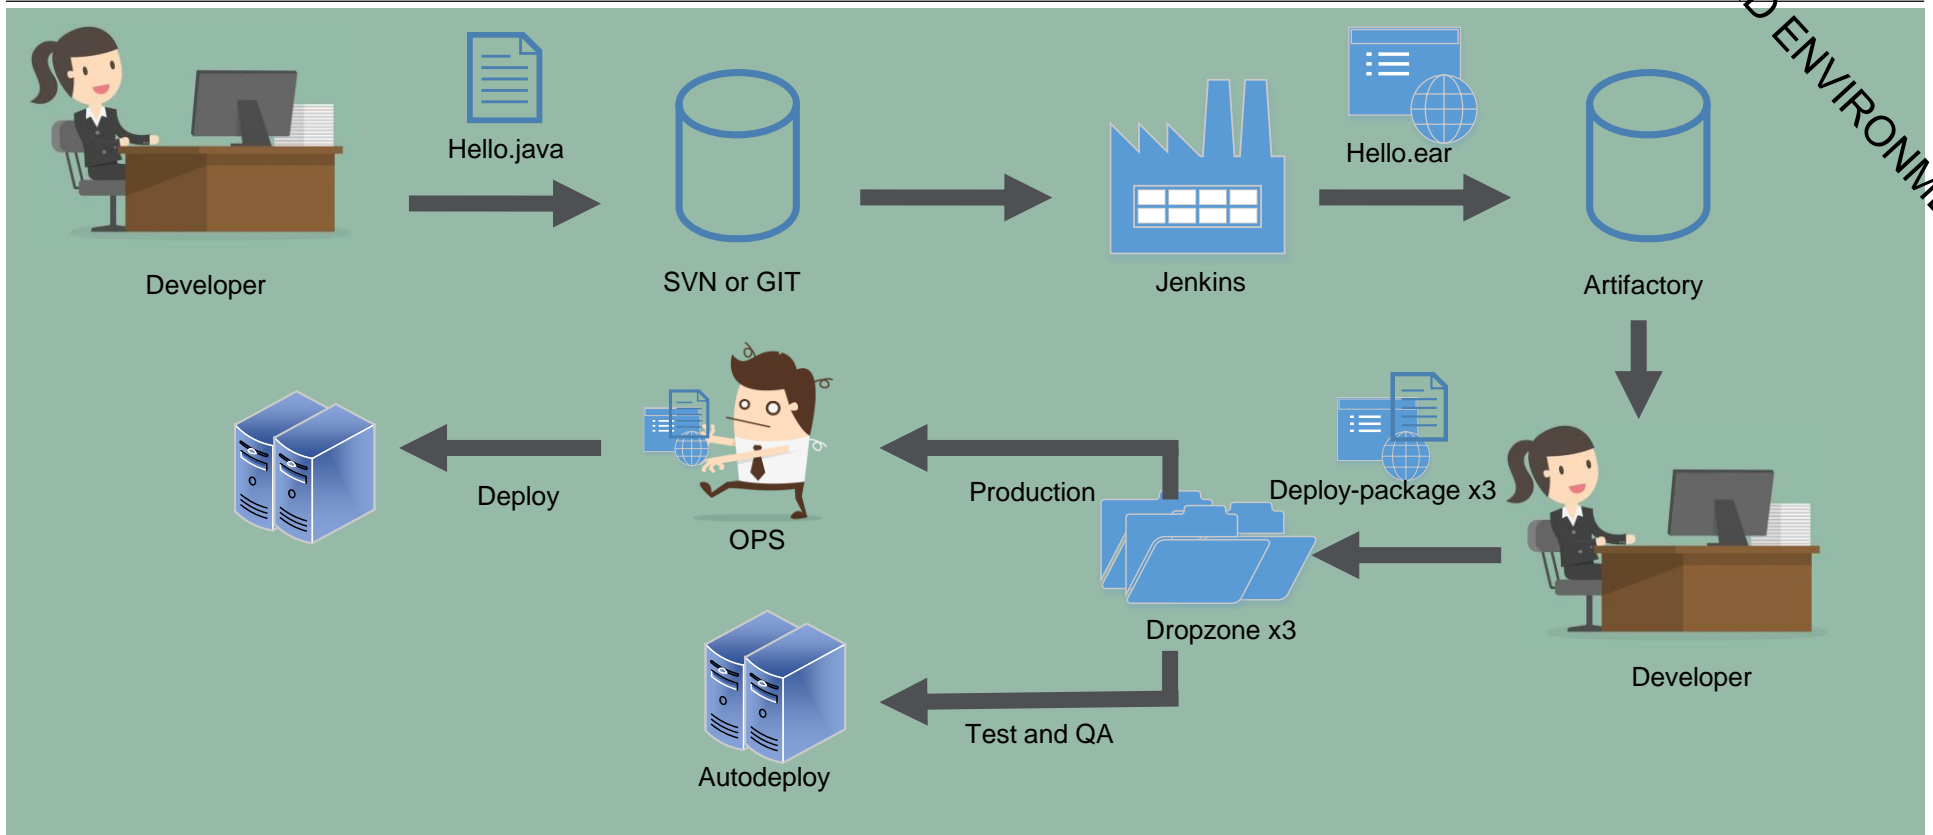 Hello.java
Hello.ear
Developer
SVN or GIT
Jenkins
Artifactory
Deploy
OPS
Production
Deploy-package x3
Dropzone x3
Developer
Test and QA
Autodeploy